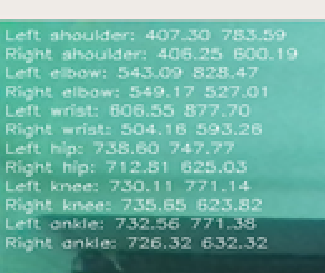 Left shoulder: 407.30 783.59
Right shoulder: 406.25 600.19
Left elbow: 543.09 828.47
Right elbow: 549.17 527.01
Left wrist: 606.55 877.70
Right wrist: 504.16 593.26
Left hip: 738.60 747.77
Right hip: 712.81 625.03
Left knee: 730.11 771.14
Right knee: 735.65 623.82
Left ankle: 732.56 771.38
Right ankle: 726.32 632.32